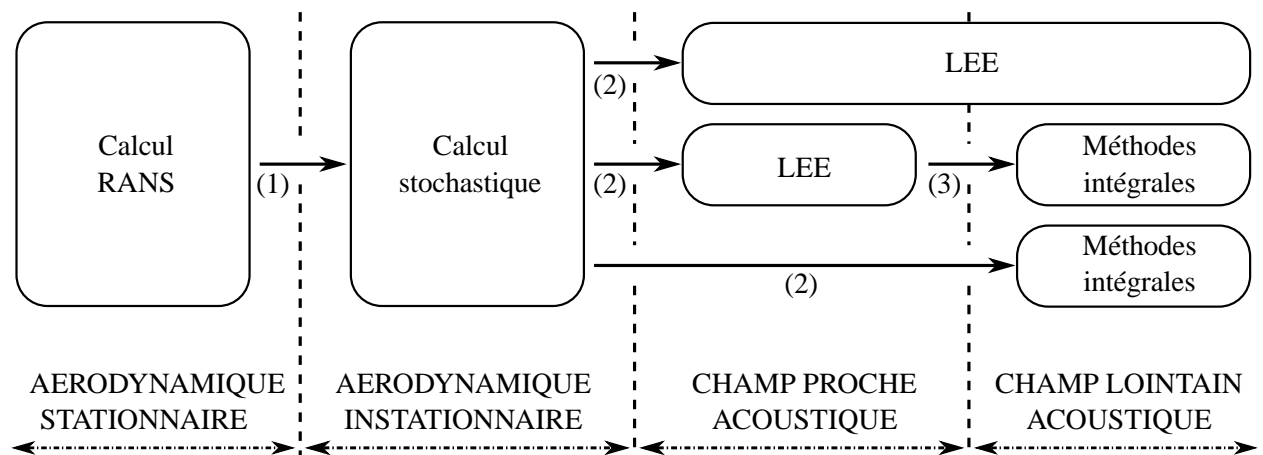 LEE
(2)
Calcul
RANS
(1)
Calcul
stochastique
(2)
LEE
(3)
Méthodes
intégrales
(2)
Méthodes
intégrales
AERODYNAMIQUE
STATIONNAIRE
AERODYNAMIQUE
INSTATIONNAIRE
CHAMP PROCHE
ACOUSTIQUE
CHAMP LOINTAIN
ACOUSTIQUE